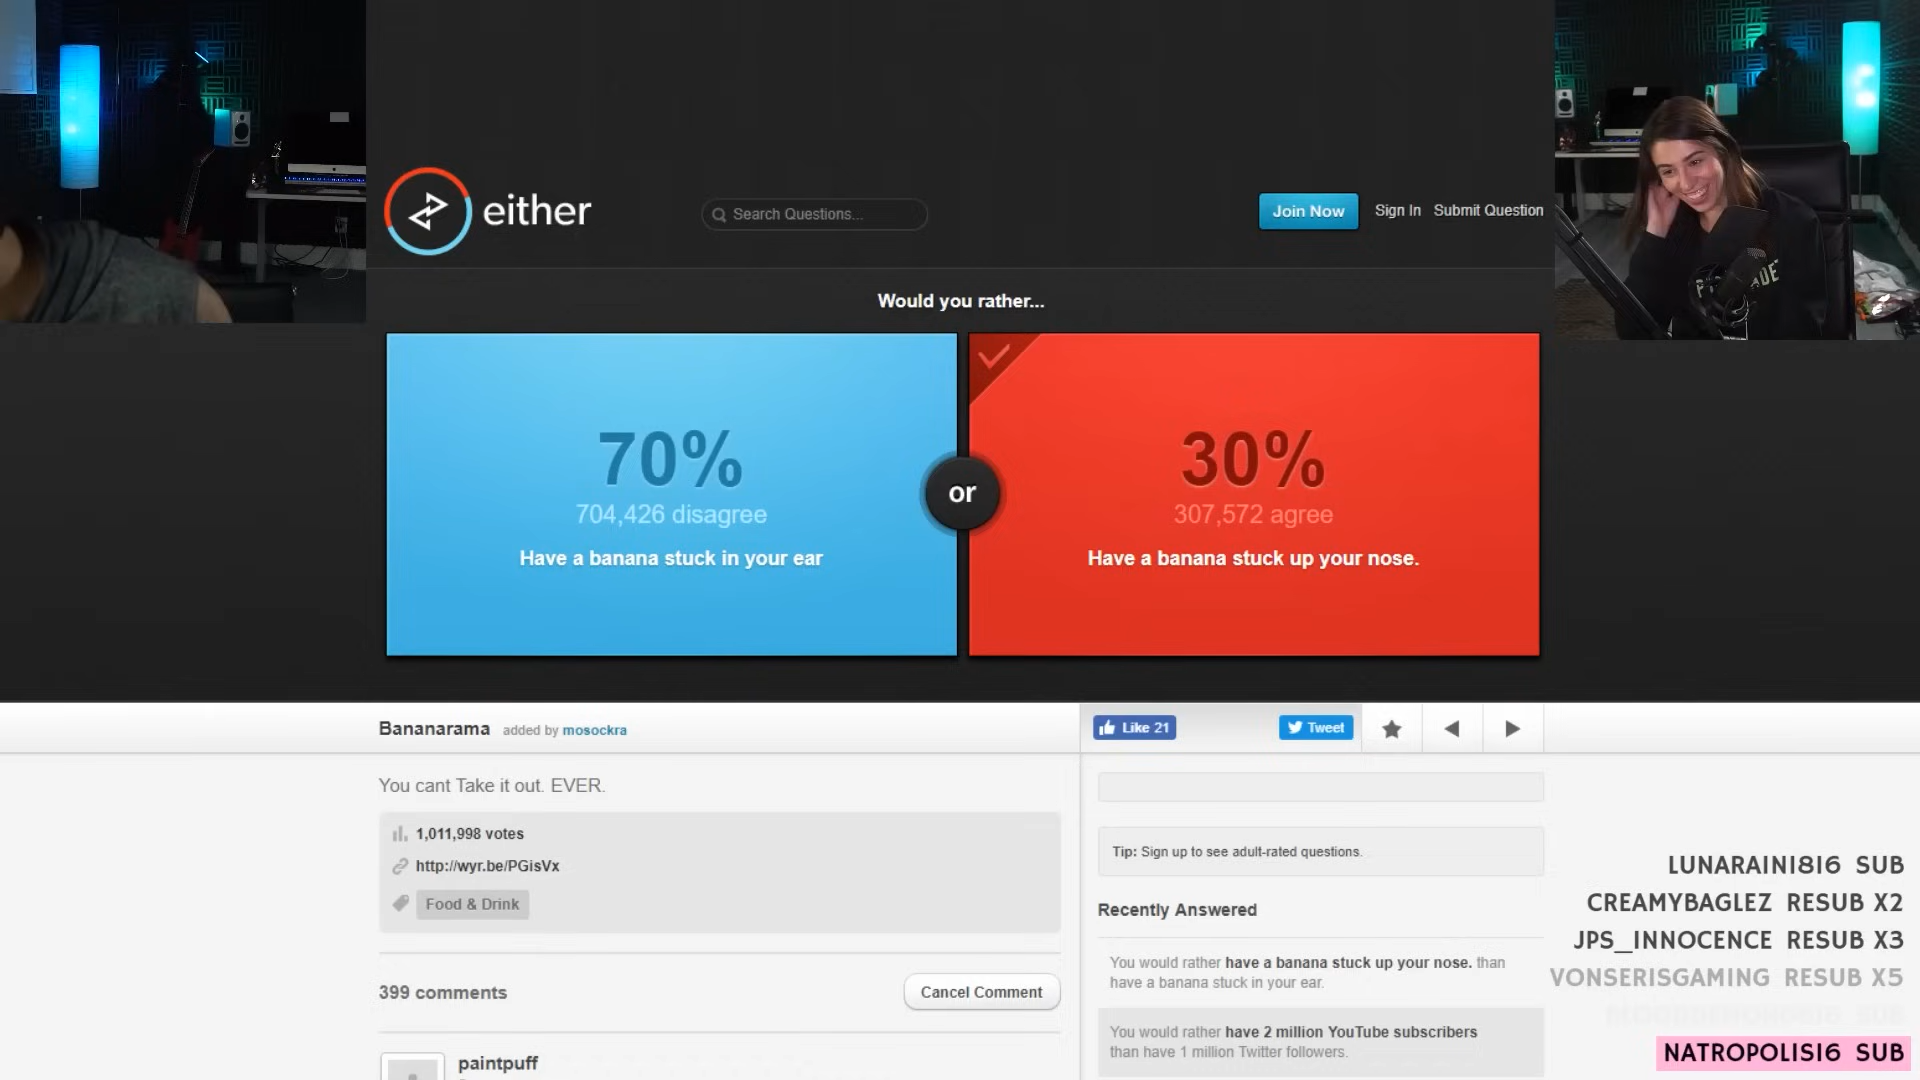 either
Search Questions...
Join Now
Sign In
Submit Question
Would you rather...
70%
704,426 disagree
Have a banana stuck in your ear
or
30%
307,572 agree
Have a banana stuck up your nose.
Bananarama added by mosockra
Like 21
Tweet
You cant Take it out. EVER.
1,011,998 votes
http://wyr.be/PGisVx
Food & Drink
399 comments
Cancel Comment
paintpuff
Tip: Sign up to see adult-rated questions.
Recently Answered
You would rather have a banana stuck up your nose. than
have a banana stuck in your ear.
You would rather have 2 million YouTube subscribers
than have 1 million Twitter followers.
LUNARAIN1816 SUB
CREAMYBAGLEZ RESUB X2
JPS_INNOCENCE RESUB X3
VONSERISGAMING RESUB X5
NATROPOLIS16 SUB